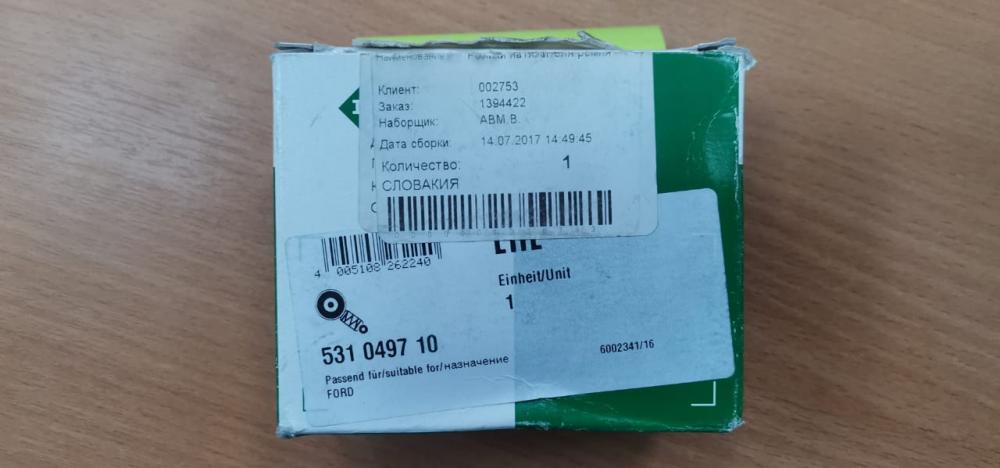 Клиент: 002753
Заказ: 1394422
Наборщик: АВМ.В.
Дата сборки: 14.07.2017 14:49:45
Количество: 1
СЛОВАКИЯ
4 005108 262240
Einheit/Unit
1
531 0497 10
6002341/16
Passend für/suitable for/назначение
FORD